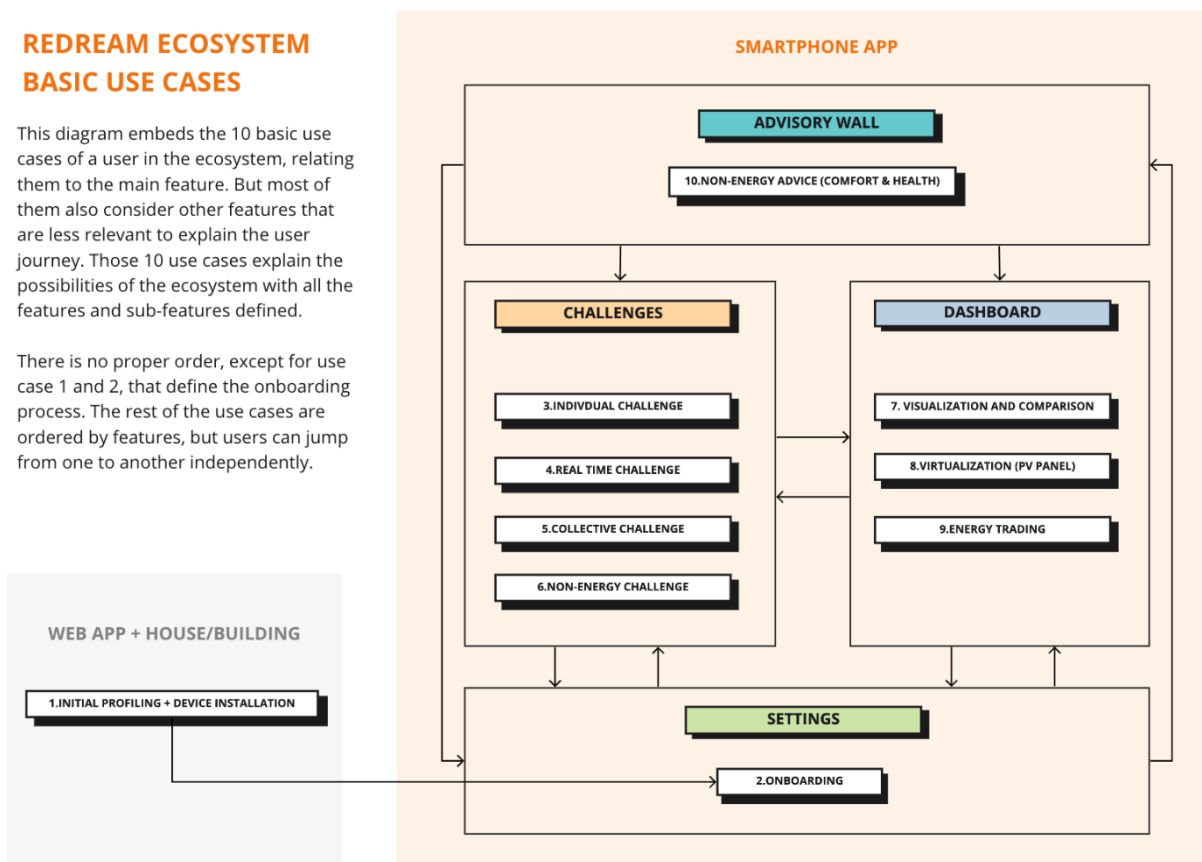 REDREAM ECOSYSTEM
BASIC USE CASES
This diagram embeds the 10 basic use
cases of a user in the ecosystem, relating
them to the main feature. But most of
them also consider other features that
are less relevant to explain the user
journey. Those 10 use cases explain the
possibilities of the ecosystem with all the
features and sub-features defined.
There is no proper order, except for use
case 1 and 2, that define the onboarding
process. The rest of the use cases are
ordered by features, but users can jump
from one to another independently.
WEB APP + HOUSE/BUILDING
1.INITIAL PROFILING + DEVICE INSTALLATION
SMARTPHONE APP
ADVISORY WALL
10.NON-ENERGY ADVICE (COMFORT & HEALTH)
CHALLENGES
3.INDIVDUAL CHALLENGE
4.REAL TIME CHALLENGE
5.COLLECTIVE CHALLENGE
6.NON-ENERGY CHALLENGE
DASHBOARD
7. VISUALIZATION AND COMPARISON
8.VIRTUALIZATION (PV PANEL)
9.ENERGY TRADING
SETTINGS
2.ONBOARDING